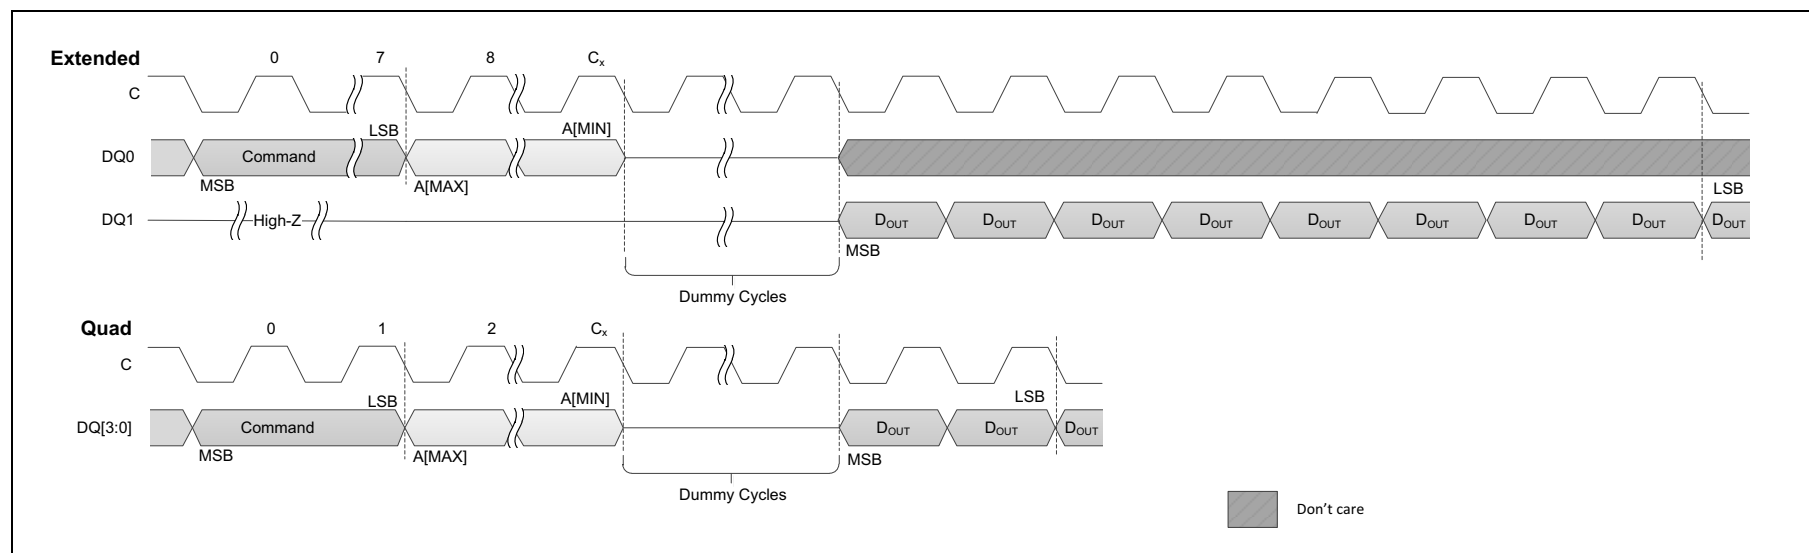 Extended 0 7 8 Cx
C
LSB A[MIN]
DQ0 Command
MSB A[MAX]
LSB
DQ1 High-Z DOUT DOUT DOUT DOUT DOUT DOUT DOUT DOUT DOUT
MSB
Dummy Cycles
Quad 0 1 2 Cx
C
LSB A[MIN] LSB
DQ[3:0] Command DOUT DOUT DOUT
MSB A[MAX] MSB
Dummy Cycles
Don't care